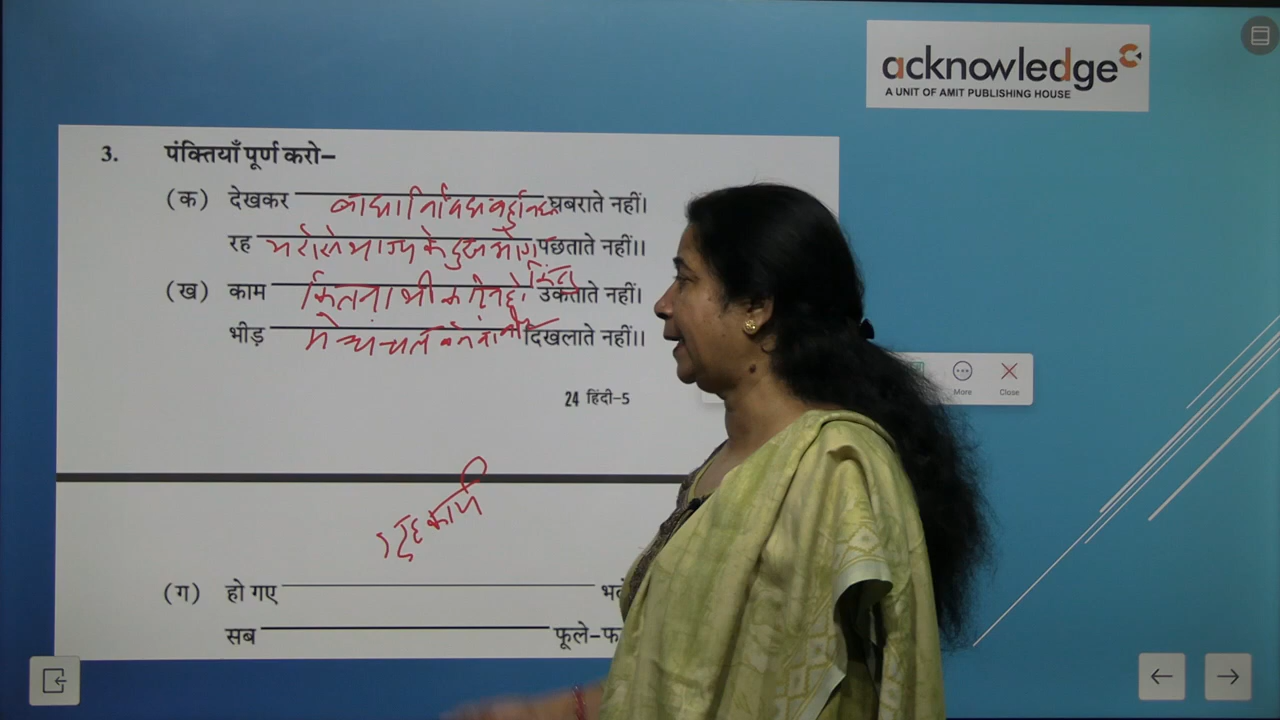 acknowledge
A UNIT OF AMIT PUBLISHING HOUSE
3. पंक्तियाँ पूर्ण करो–
(क) देखकर बाधा विविध बहु विघ्न घबराते नहीं।
रह भरोसे भाग्य के दुख भोग पछताते नहीं।।
(ख) काम कितना भी कठिन हो किंतु उकताते नहीं।
भीड़ में चंचल बने जो वीर दिखलाते नहीं।।
24 हिंदी-5
गृहकार्य
(ग) हो गए
सब फूले-फ
More
Close